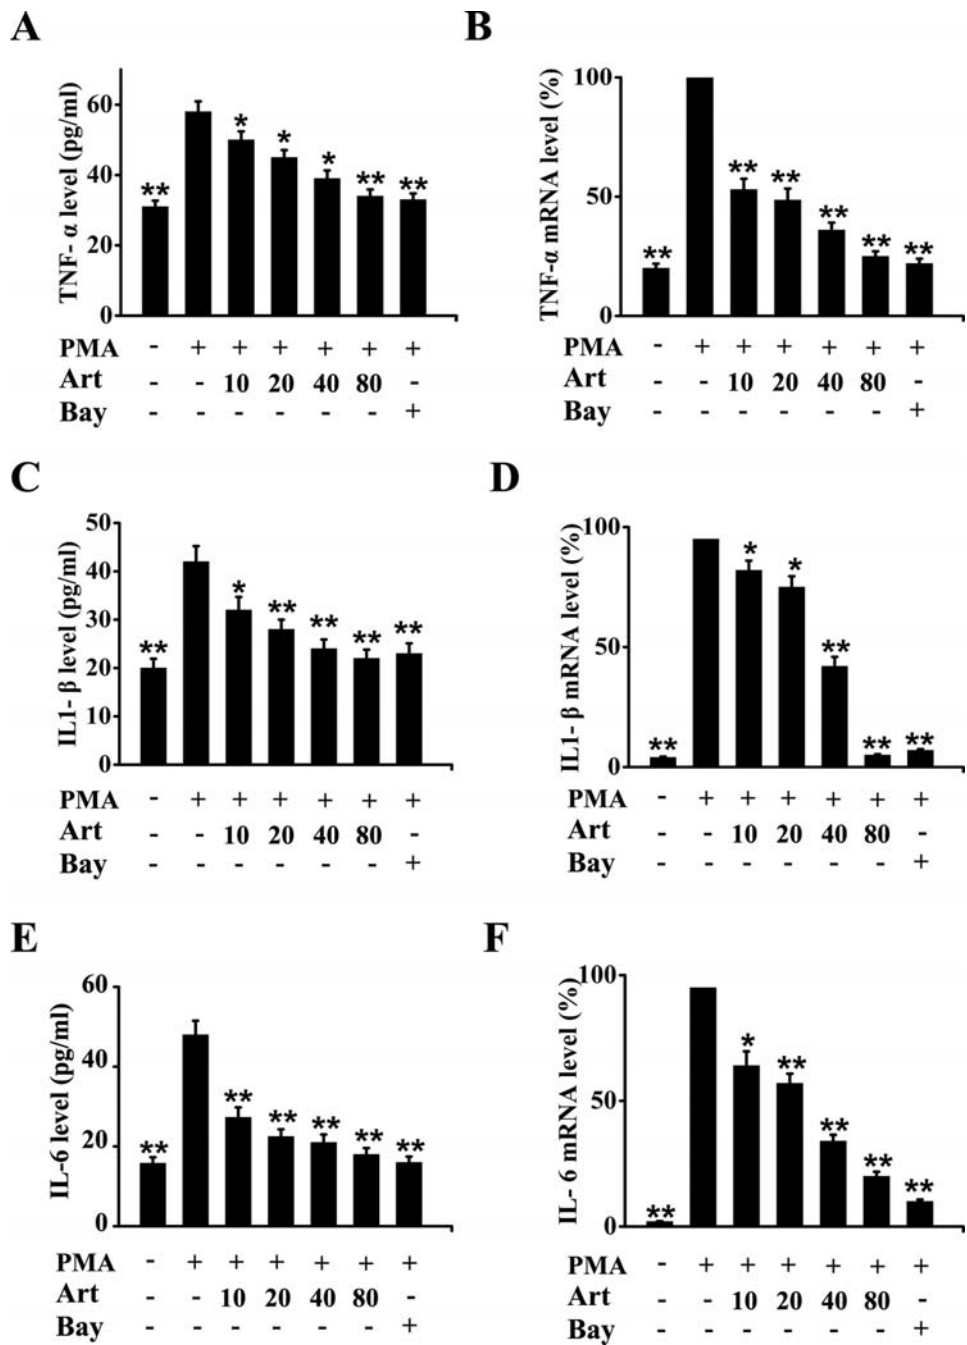 A
TNF- α level (pg/ml)
60
40
20
0
** * * * ** **
PMA - + + + + + +
Art - - 10 20 40 80 -
Bay - - - - - - +
B
TNF-α mRNA level (%)
100
50
0
** ** ** ** ** **
PMA - + + + + + +
Art - - 10 20 40 80 -
Bay - - - - - - +
C
IL1- β level (pg/ml)
50
40
30
20
10
0
** * ** ** ** **
PMA - + + + + + +
Art - - 10 20 40 80 -
Bay - - - - - - +
D
IL1- β mRNA level (%)
100
50
0
** * * ** ** **
PMA - + + + + + +
Art - - 10 20 40 80 -
Bay - - - - - - +
E
IL-6 level (pg/ml)
60
40
20
0
** ** ** ** ** **
PMA - + + + + + +
Art - - 10 20 40 80 -
Bay - - - - - - +
F
IL- 6 mRNA level (%)
100
50
0
** * ** ** ** **
PMA - + + + + + +
Art - - 10 20 40 80 -
Bay - - - - - - +